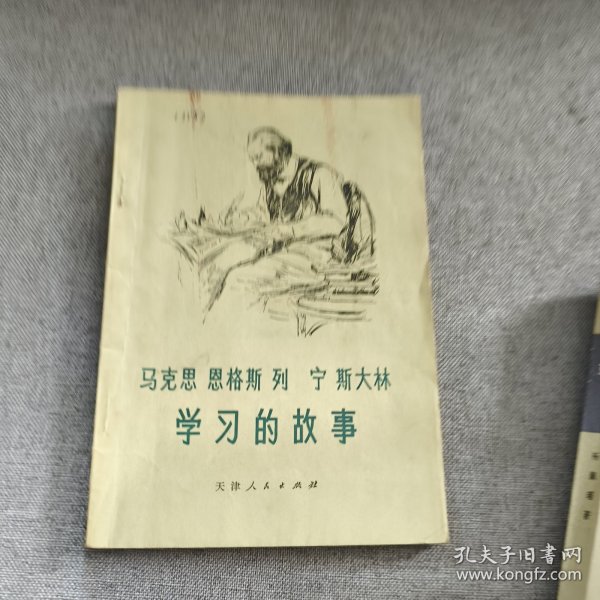 马克思 恩格斯 列 宁 斯大林
学习的故事
天津人民出版社
孔夫子旧书网
www.kongfz.com